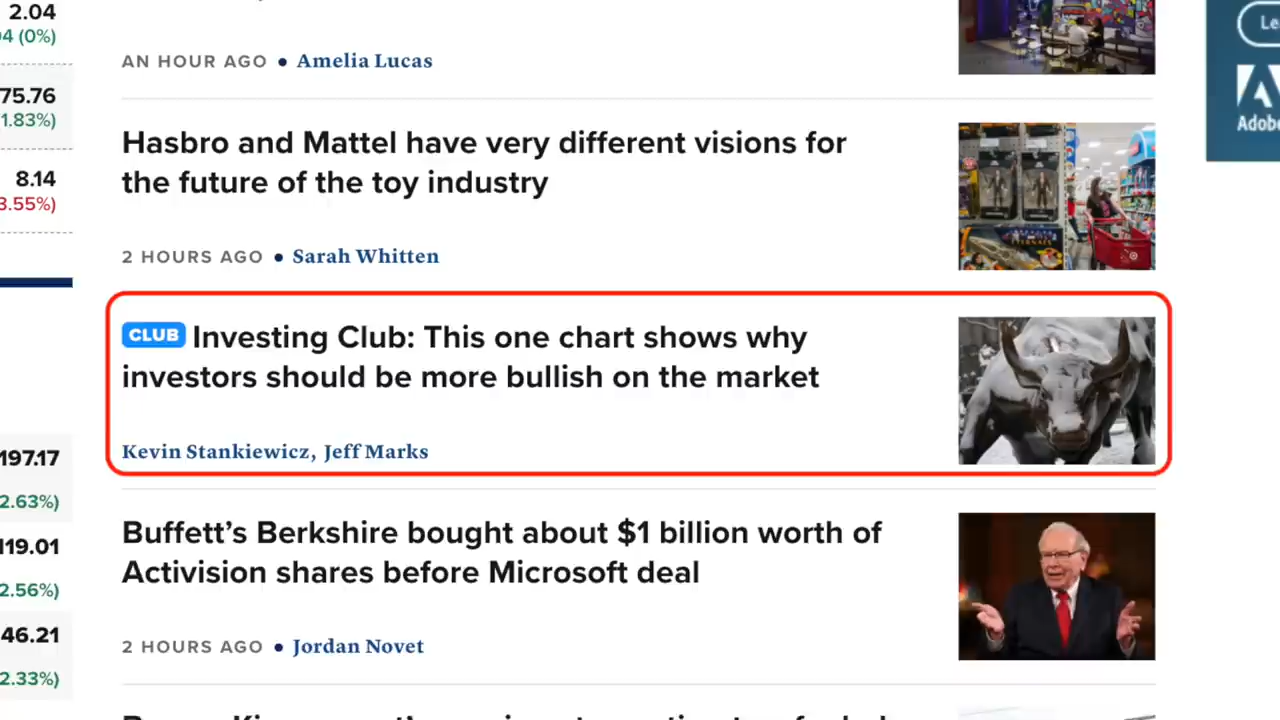 2.04
4 (0%)
75.76
1.83%)
8.14
3.55%)
197.17
2.63%)
119.01
2.56%)
46.21
2.33%)
AN HOUR AGO • Amelia Lucas
Hasbro and Mattel have very different visions for
the future of the toy industry
2 HOURS AGO • Sarah Whitten
CLUB Investing Club: This one chart shows why
investors should be more bullish on the market
Kevin Stankiewicz, Jeff Marks
Buffett’s Berkshire bought about $1 billion worth of
Activision shares before Microsoft deal
2 HOURS AGO • Jordan Novet
Le
Adobe